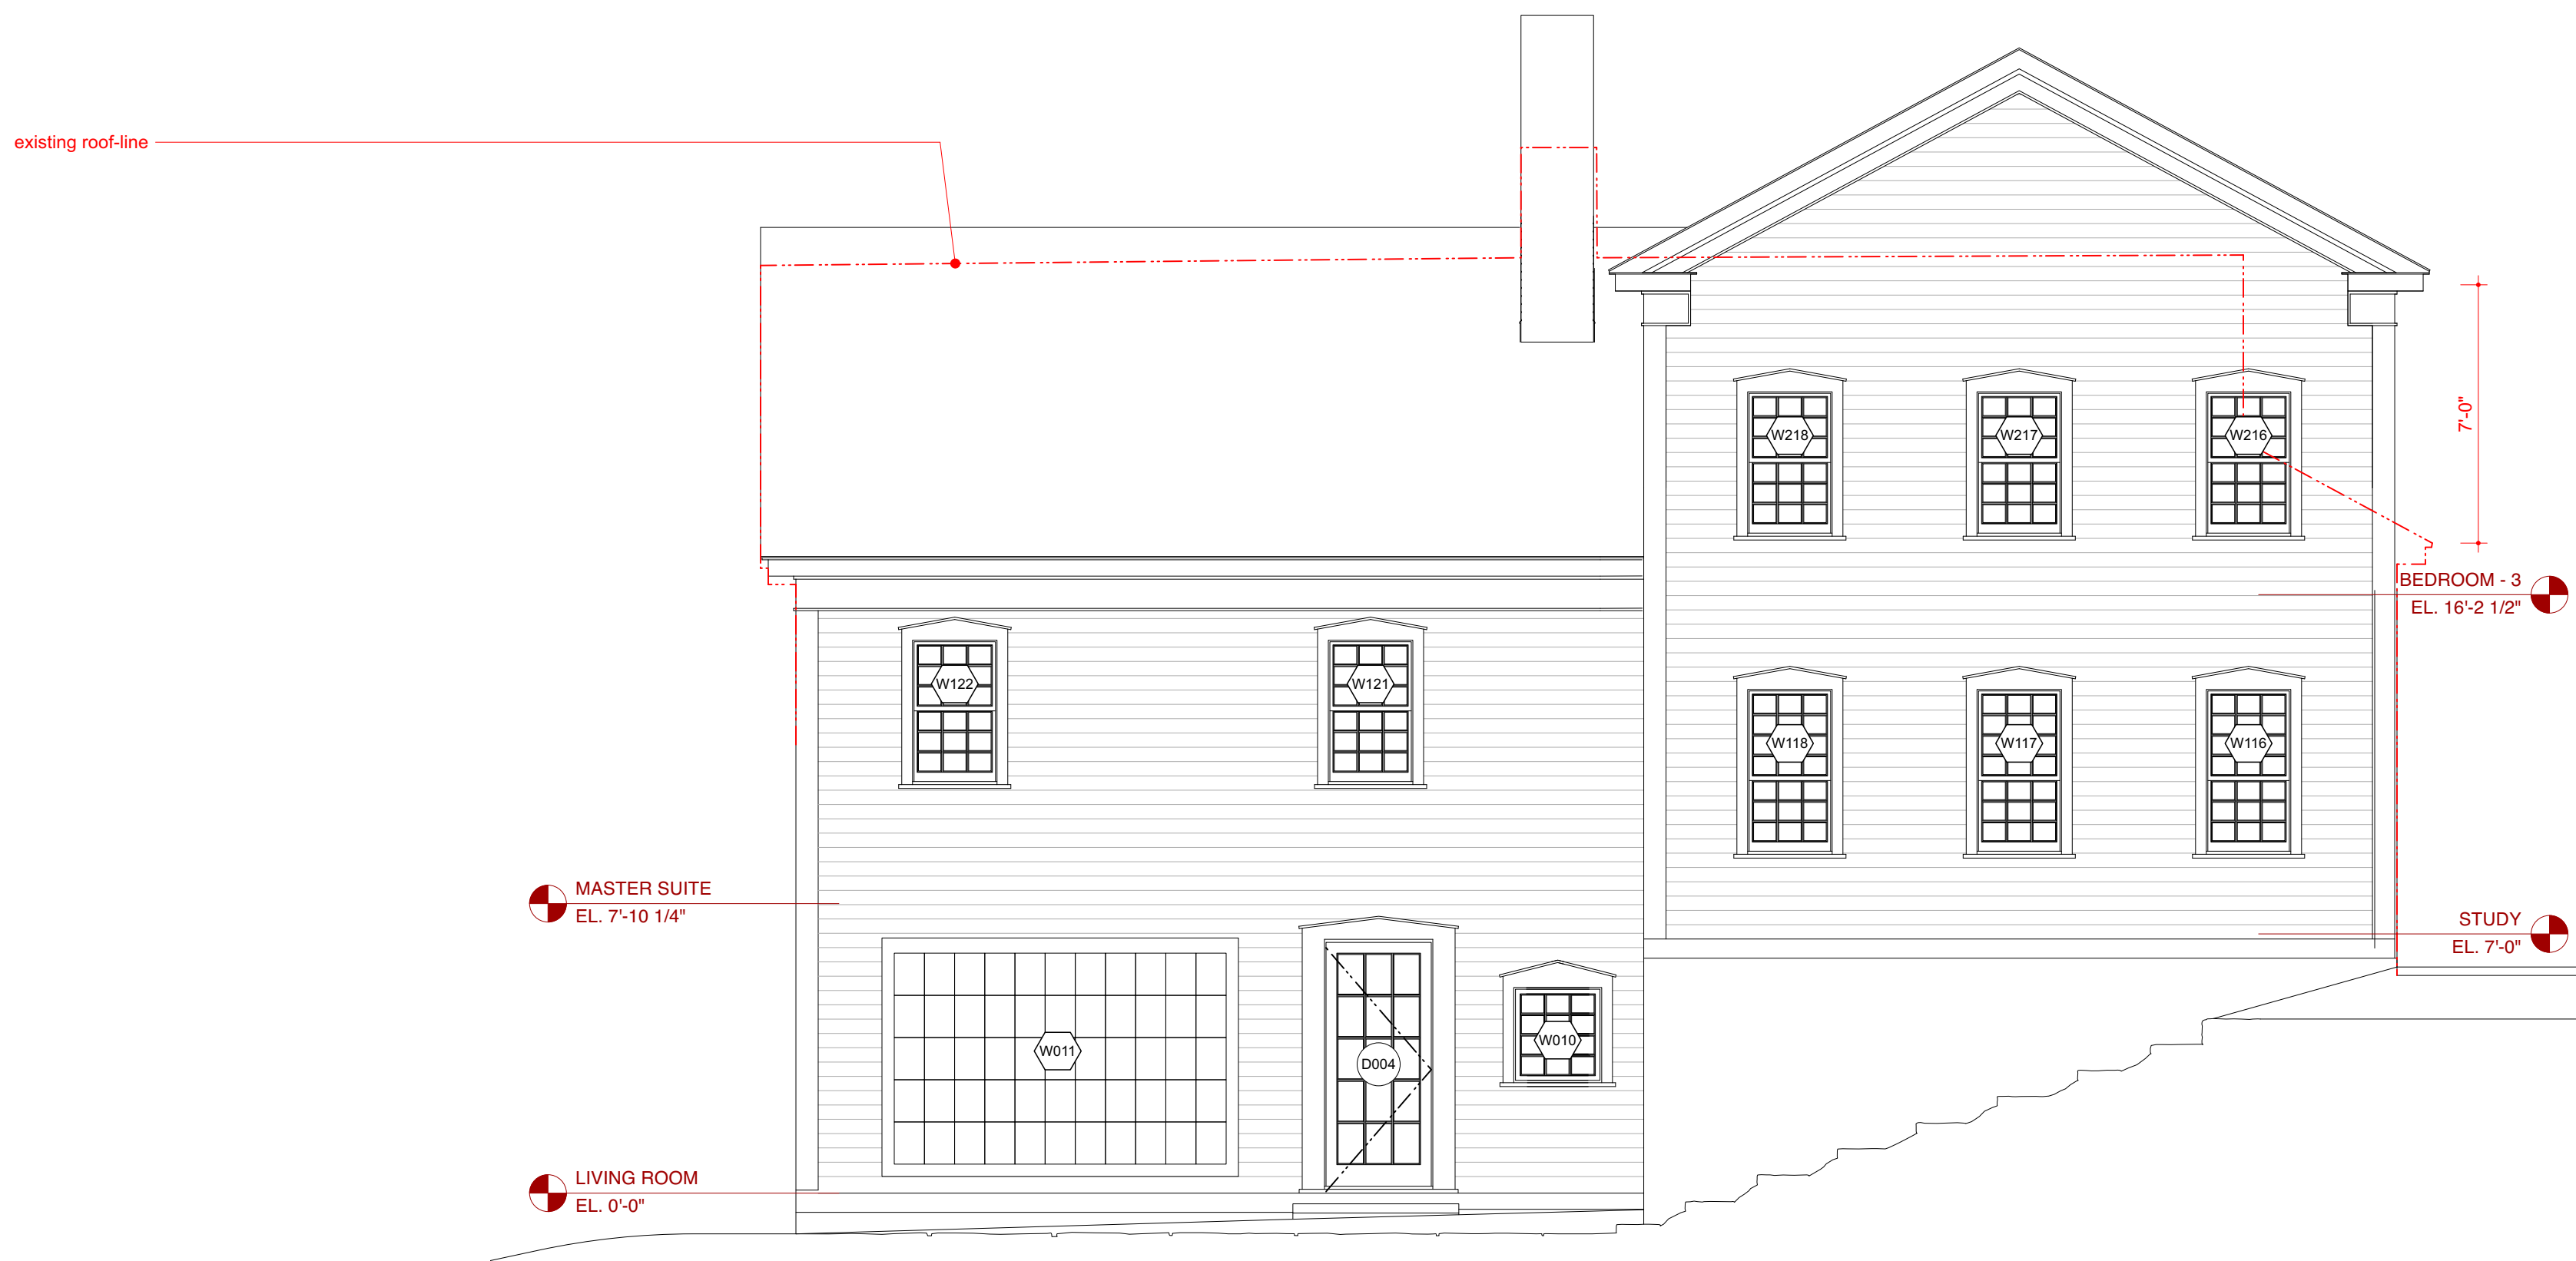 existing roof-line
W218
W217
W216
7'-0"
BEDROOM - 3
EL. 16'-2 1/2"
W122
W121
W118
W117
W116
MASTER SUITE
EL. 7'-10 1/4"
STUDY
EL. 7'-0"
W011
D004
W010
LIVING ROOM
EL. 0'-0"